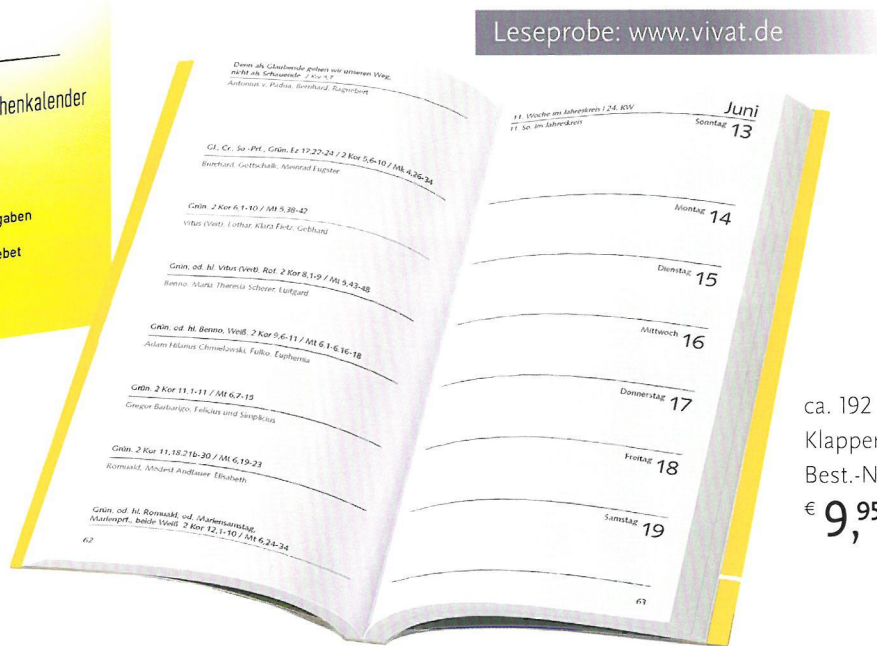 Leseprobe: www.vivat.de
henkalender
gaben
ebet
Denn als Glaubende gehen wir unseren Weg,
nicht als Schauende. 2 Kor 5,7
Antonius v. Padua, Bernhard, Ragnebert
Gl., Cr., So.-Prf., Grün. Ez 17,22-24 / 2 Kor 5,6-10 / Mk 4,26-34
Burchard, Gottschalk, Meinrad Eugster
Grün. 2 Kor 6,1-10 / Mt 5,38-42
Vitus (Veit), Lothar, Klara Fietz, Gebhard
Grün. od. hl. Vitus (Veit), Rot. 2 Kor 8,1-9 / Mt 5,43-48
Benno, Maria Theresia Scherer, Luitgard
Grün. od. hl. Benno, Weiß. 2 Kor 9,6-11 / Mt 6,1-6.16-18
Adam Hilarius Chmielowski, Fulko, Euphemia
Grün. 2 Kor 11,1-11 / Mt 6,7-15
Gregor Barbarigo, Felicius und Simplicius
Grün. 2 Kor 11,18.21b-30 / Mt 6,19-23
Romuald, Modest Andlauer, Elisabeth
Grün. od. hl. Romuald, od. Mariensamstag,
Marienprf., beide Weiß. 2 Kor 12,1-10 / Mt 6,24-34
62
11. Woche im Jahreskreis | 24. KW
Juni
11. So. im Jahreskreis
Sonntag 13
Montag 14
Dienstag 15
Mittwoch 16
Donnerstag 17
Freitag 18
Samstag 19
63
ca. 192
Klappen
Best.-N
€ 9,95